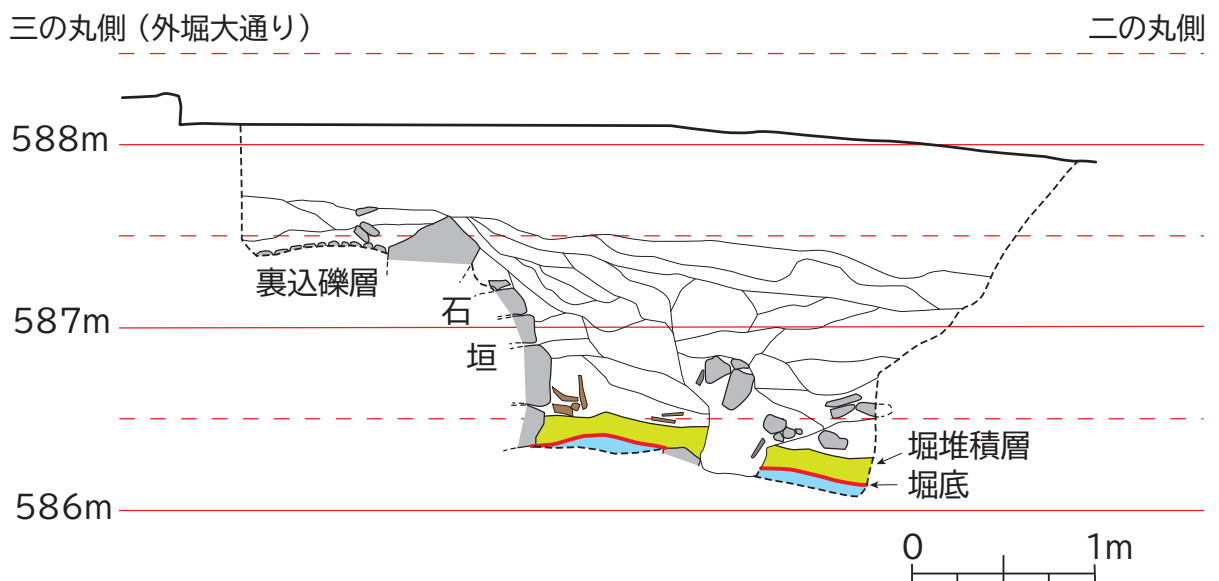 三の丸側（外堀大通り）
二の丸側
588m
裏込礫層
石
垣
587m
堀堆積層
堀底
586m
0
1m